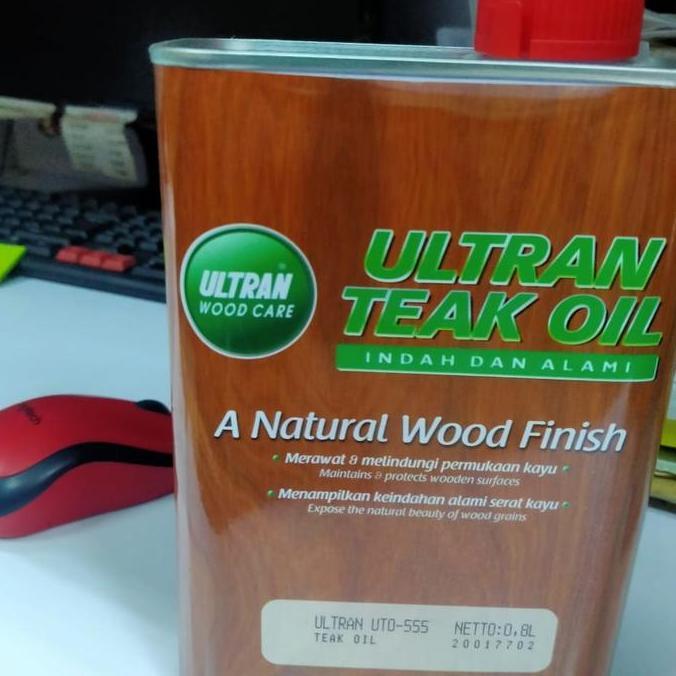 ULTRAN
WOOD CARE
ULTRAN
TEAK OIL
INDAH DAN ALAMI
A Natural Wood Finish
• Merawat & melindungi permukaan kayu •
Maintains & protects wooden surfaces
• Menampilkan keindahan alami serat kayu •
Expose the natural beauty of wood grains
ULTRAN UTO-555 NETTO:0,8L
TEAK OIL 20017702